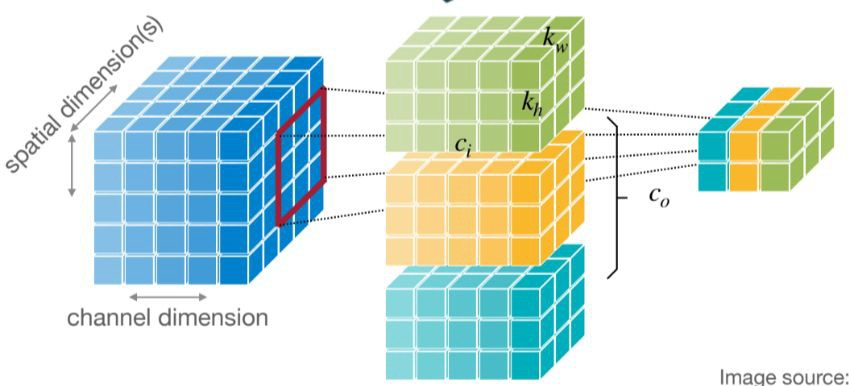 spatial dimension(s)
channel dimension
k_w
k_h
c_i
c_o
Image source: